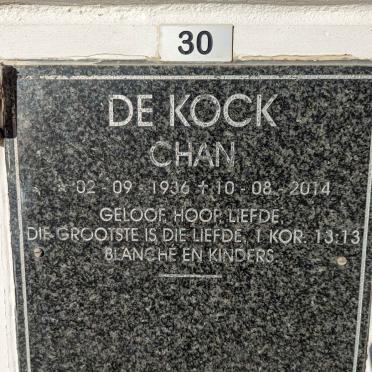 30
DE KOCK
CHAN
* 02 - 09 - 1936 ✝ 10 - 08 - 2014
GELOOF, HOOP, LIEFDE,
DIE GROOTSTE IS DIE LIEFDE, 1 KOR. 13:13
BLANCHE EN KINDERS